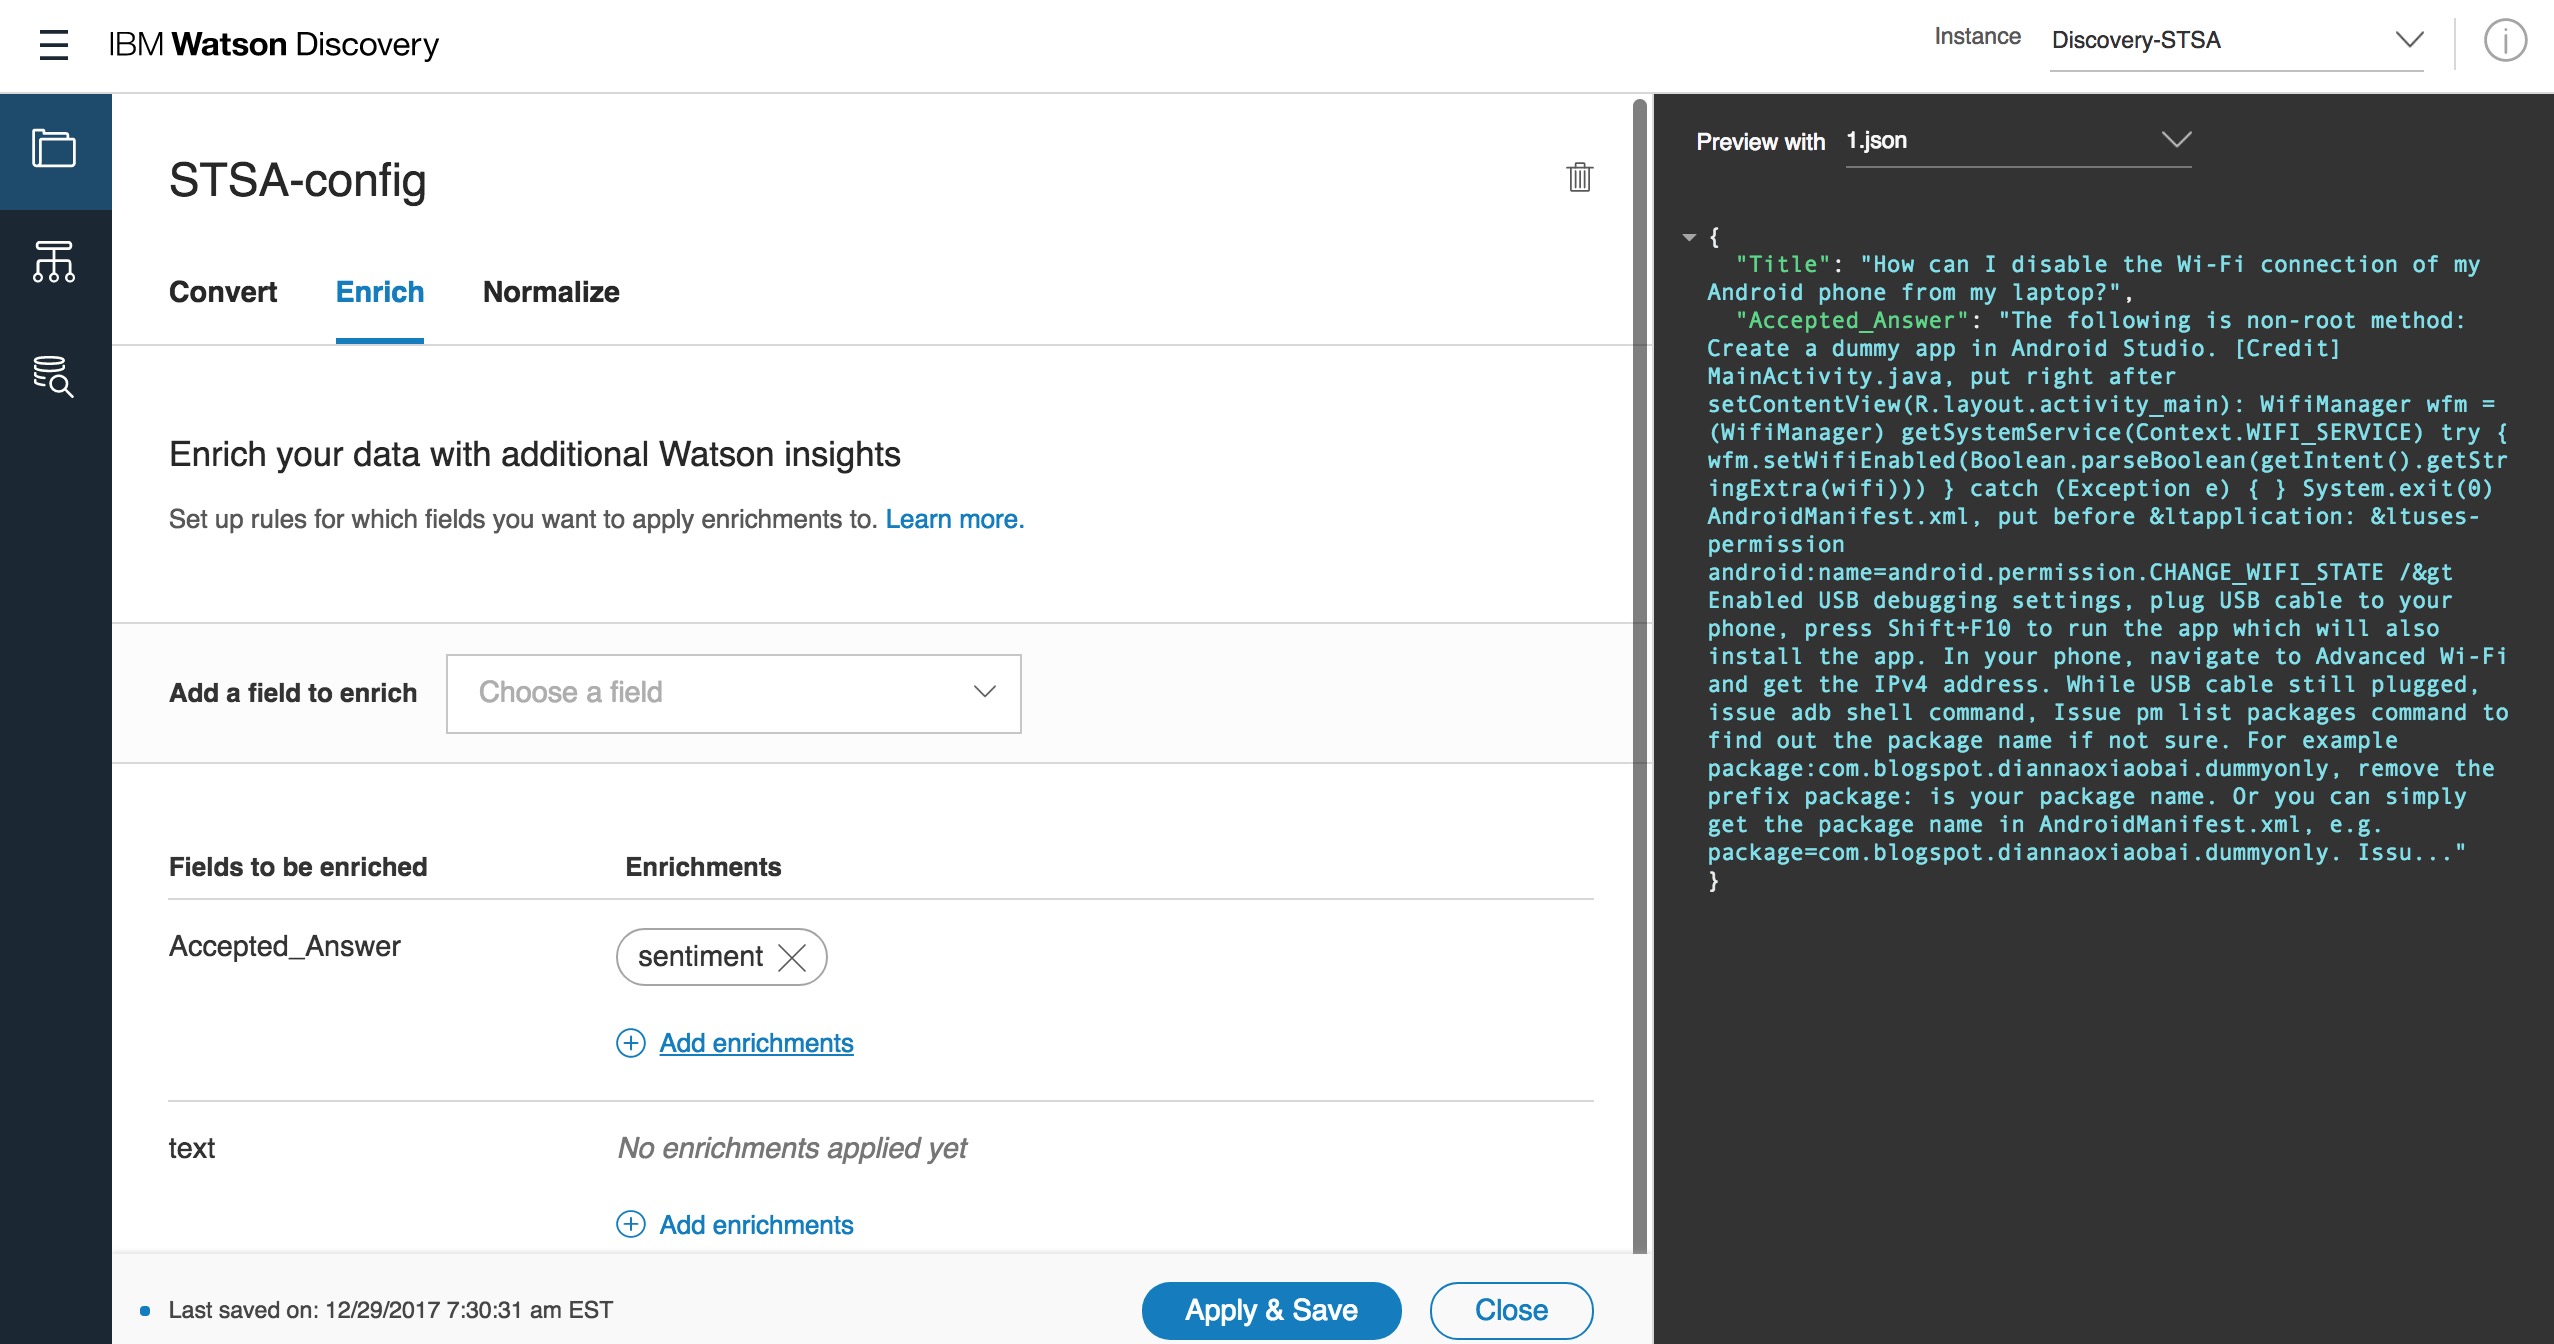 IBM Watson Discovery
Instance Discovery-STSA
STSA-config
Convert Enrich Normalize
Enrich your data with additional Watson insights
Set up rules for which fields you want to apply enrichments to. Learn more.
Add a field to enrich Choose a field
Fields to be enriched Enrichments
Accepted_Answer sentiment
Add enrichments
text No enrichments applied yet
Add enrichments
Last saved on: 12/29/2017 7:30:31 am EST Apply & Save Close
Preview with 1.json
{
"Title": "How can I disable the Wi-Fi connection of my
Android phone from my laptop?",
"Accepted_Answer": "The following is non-root method:
Create a dummy app in Android Studio. [Credit]
MainActivity.java, put right after
setContentView(R.layout.activity_main): WifiManager wfm =
(WifiManager) getSystemService(Context.WIFI_SERVICE) try {
wfm.setWifiEnabled(Boolean.parseBoolean(getIntent().getStr
ingExtra(wifi))) } catch (Exception e) { } System.exit(0)
AndroidManifest.xml, put before &ltapplication: &ltuses-
permission
android:name=android.permission.CHANGE_WIFI_STATE /&gt
Enabled USB debugging settings, plug USB cable to your
phone, press Shift+F10 to run the app which will also
install the app. In your phone, navigate to Advanced Wi-Fi
and get the IPv4 address. While USB cable still plugged,
issue adb shell command, Issue pm list packages command to
find out the package name if not sure. For example
package:com.blogspot.diannaoxiaobai.dummyonly, remove the
prefix package: is your package name. Or you can simply
get the package name in AndroidManifest.xml, e.g.
package=com.blogspot.diannaoxiaobai.dummyonly. Issu..."
}